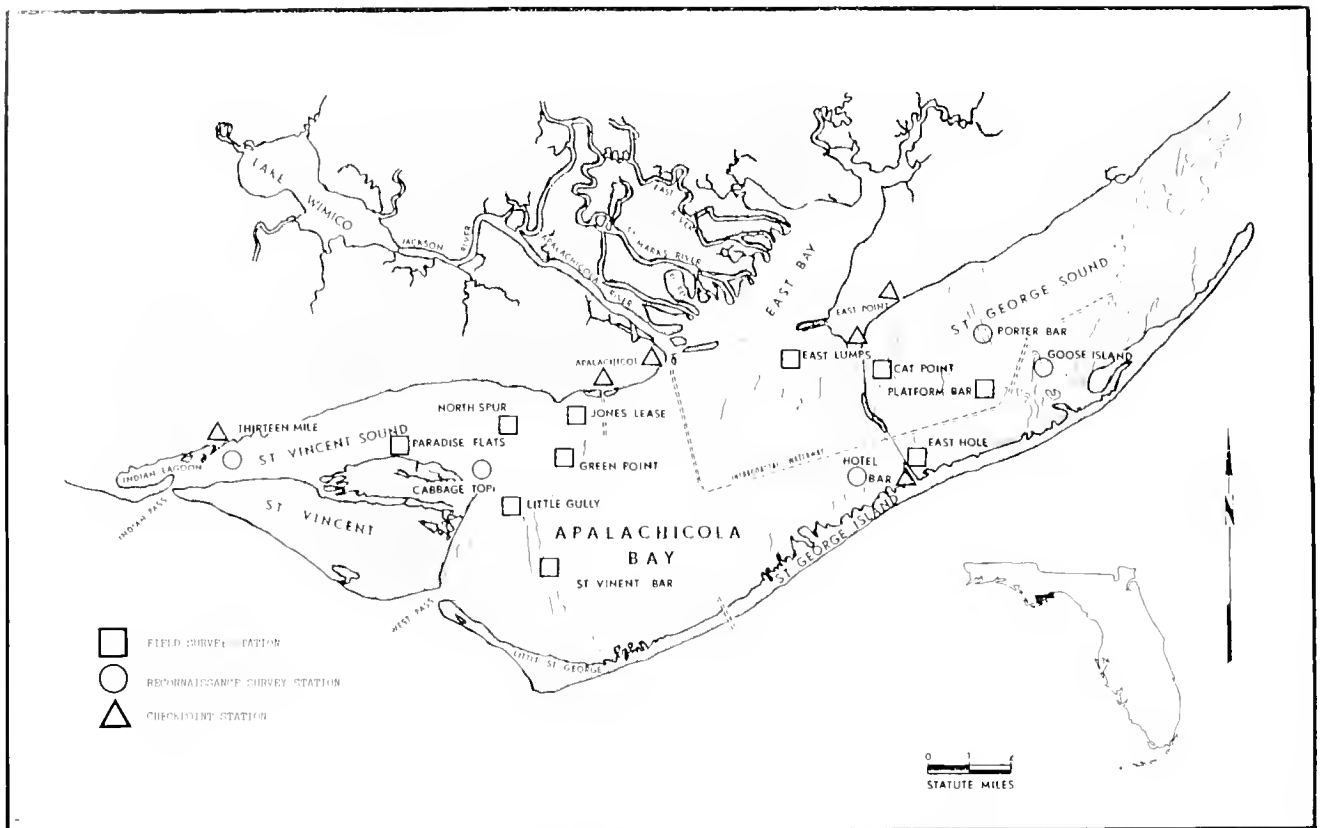 LAKE
WIMICO
JACKSON
RIVER
APALACHICOLA RIVER
EAST
RIVER
ST MARKS RIVER
EAST BAY
EAST POINT
ST GEORGE SOUND
PORTER BAR
GOOSE ISLAND
EAST LUMPS
CAT POINT
PLATFORM BAR
APALACHICOL
NORTH SPUR
JONES LEASE
THIRTEEN MILE
ST VINCENT SOUND
PARADISE FLATS
GREEN POINT
INDIAN LAGOON
CABBAGE TOP
INTRACOASTAL WATERWAY
EAST HOLE
HOTEL
BAR
INDIAN PASS
ST VINCENT
LITTLE GULLY
APALACHICOLA
BAY
ST VINENT BAR
ST GEORGE ISLAND
WEST PASS
LITTLE ST GEORGE
FIELD SURVEY STATION
RECONNAISSANCE SURVEY STATION
CHECKPOINT STATION
N
0 1 2
STATUTE MILES